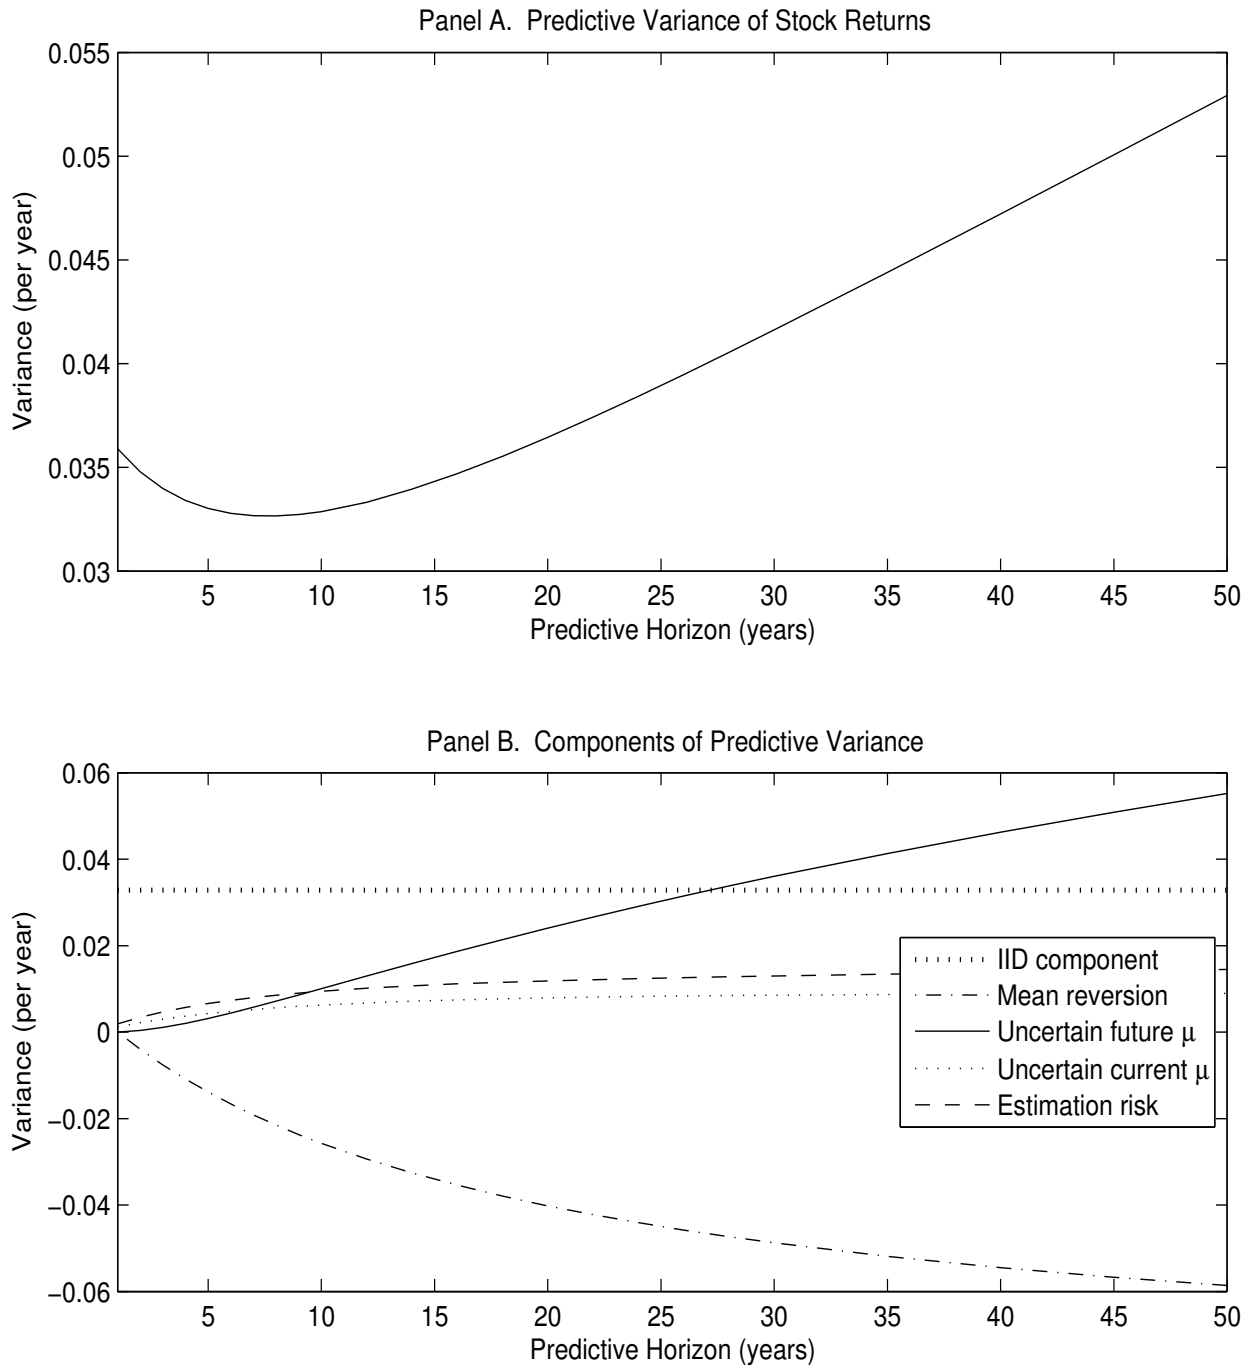 Panel A.  Predictive Variance of Stock Returns
0.055
0.05
0.045
0.04
0.035
0.03
Variance (per year)
5 10 15 20 25 30 35 40 45 50
Predictive Horizon (years)
Panel B.  Components of Predictive Variance
0.06
0.04
0.02
0
−0.02
−0.04
−0.06
Variance (per year)
IID component
Mean reversion
Uncertain future μ
Uncertain current μ
Estimation risk
5 10 15 20 25 30 35 40 45 50
Predictive Horizon (years)